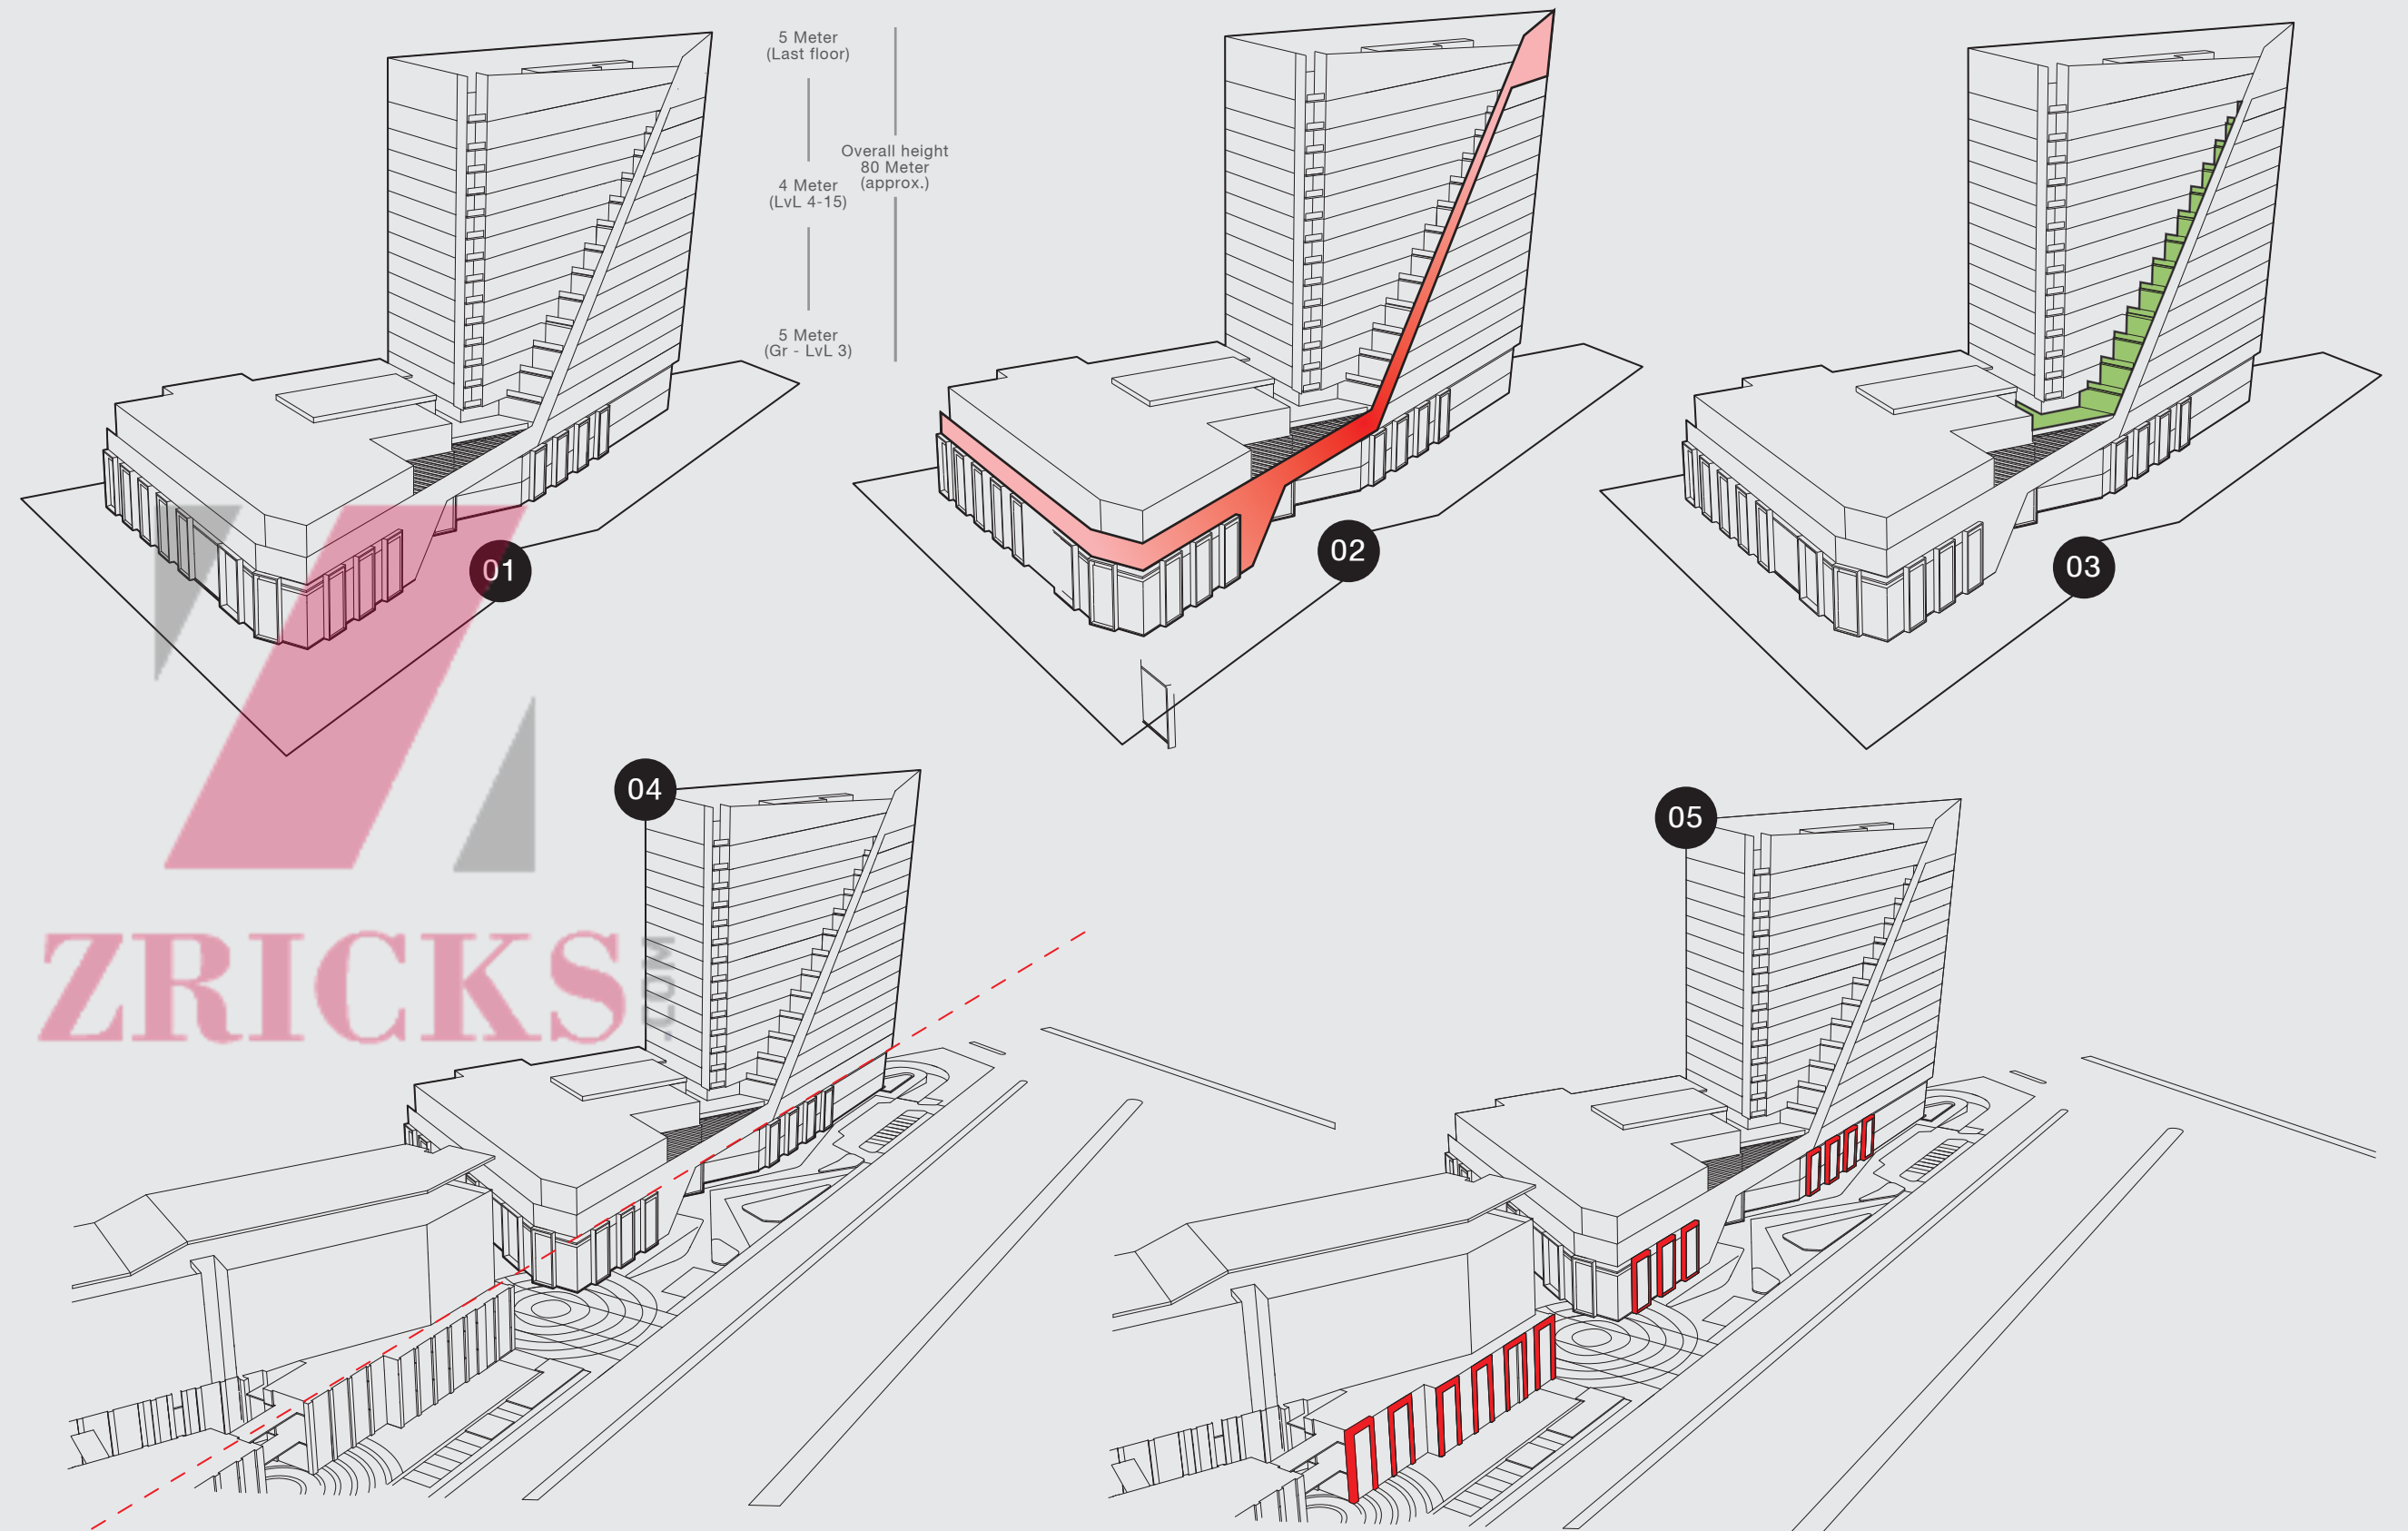 5 Meter
(Last floor)
Overall height
80 Meter
(approx.)
4 Meter
(LvL 4-15)
5 Meter
(Gr - LvL 3)
01
02
03
04
05
ZRICKS
.COM